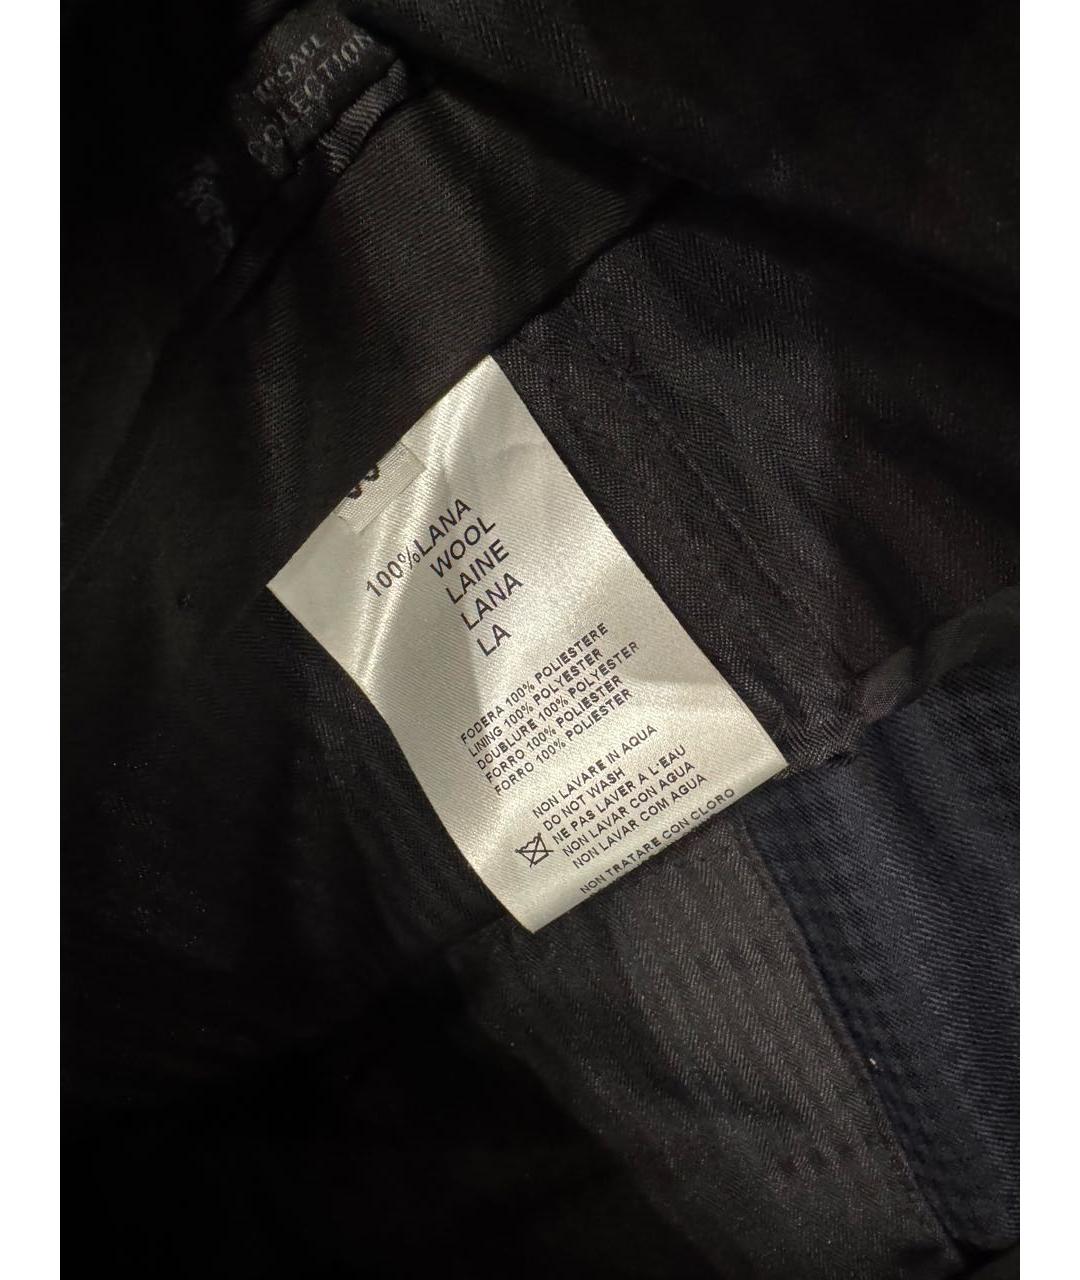 COLLECTION
100%LANA
WOOL
LAINE
LANA
LA
FODERA 100% POLIESTERE
LINING 100% POLYESTER
DOUBLURE 100% POLYESTER
FORRO 100% POLIESTER
FORRO 100% POLIESTER
NON LAVARE IN AQUA
DO NOT WASH
NE PAS LAVER A L'EAU
NON LAVAR CON AGUA
NON LAVAR COM AGUA
NON TRATARE CON CLORO